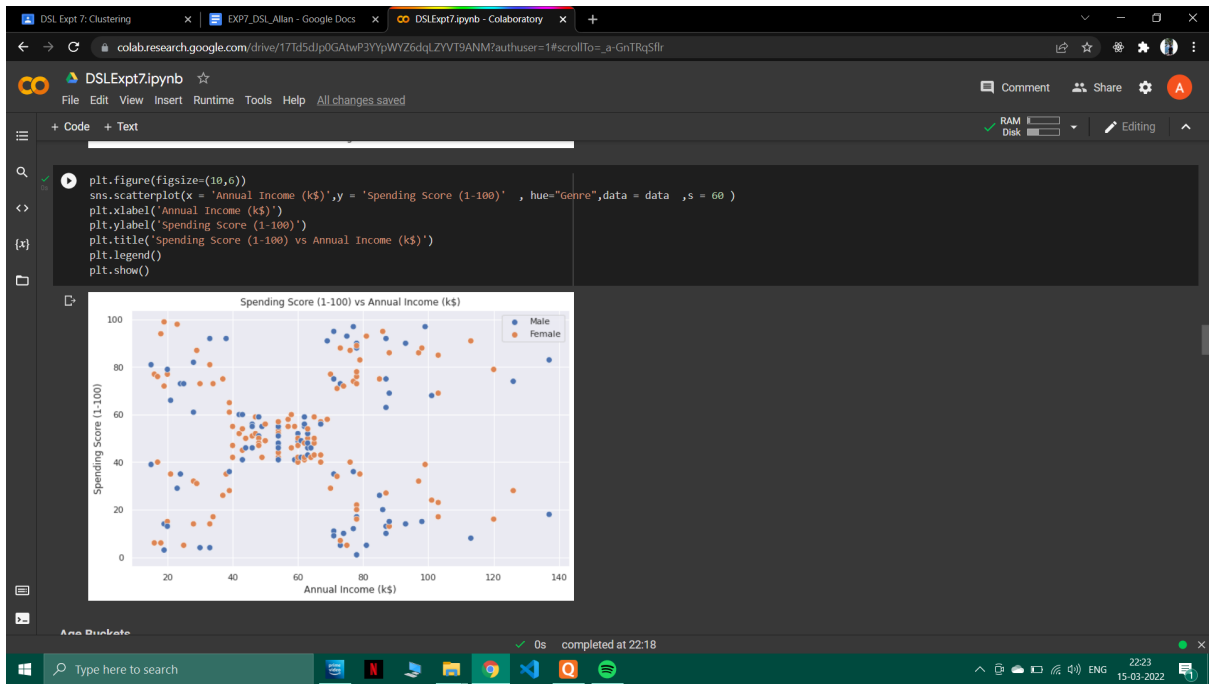 DSL Expt 7: Clustering
EXP7_DSL_Allan - Google Docs
DSLExpt7.ipynb - Colaboratory
colab.research.google.com/drive/17Td5dJp0GAtwP3YYpWYZ6dqLZYVT9ANM?authuser=1#scrollTo=_a-GnTRqSflr
DSLExpt7.ipynb
File Edit View Insert Runtime Tools Help All changes saved
Comment Share A
+ Code + Text
RAM
Disk
Editing
{x}
0s
plt.figure(figsize=(10,6))
sns.scatterplot(x = 'Annual Income (k$)',y = 'Spending Score (1-100)'  , hue="Genre",data = data  ,s = 60 )
plt.xlabel('Annual Income (k$)')
plt.ylabel('Spending Score (1-100)')
plt.title('Spending Score (1-100) vs Annual Income (k$)')
plt.legend()
plt.show()
Spending Score (1-100) vs Annual Income (k$)
Male
Female
100
80
60
40
20
0
Spending Score (1-100)
20 40 60 80 100 120 140
Annual Income (k$)
Age Buckets
0s completed at 22:18
Type here to search
prime video
N
Q
ENG
22:23
15-03-2022
1